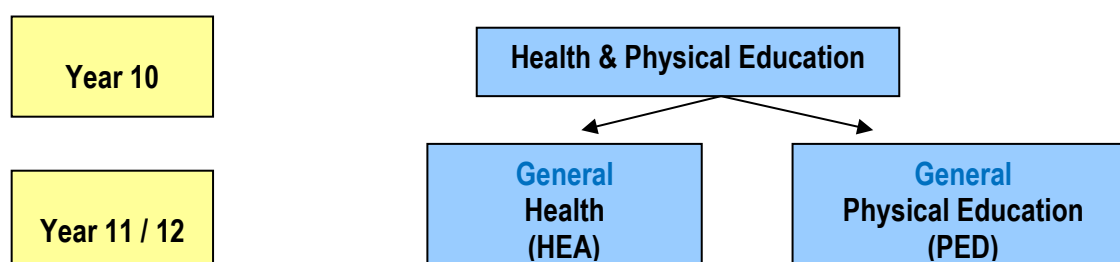 Year 10
Health & Physical Education
Year 11 / 12
General
Health
(HEA)
General
Physical Education
(PED)